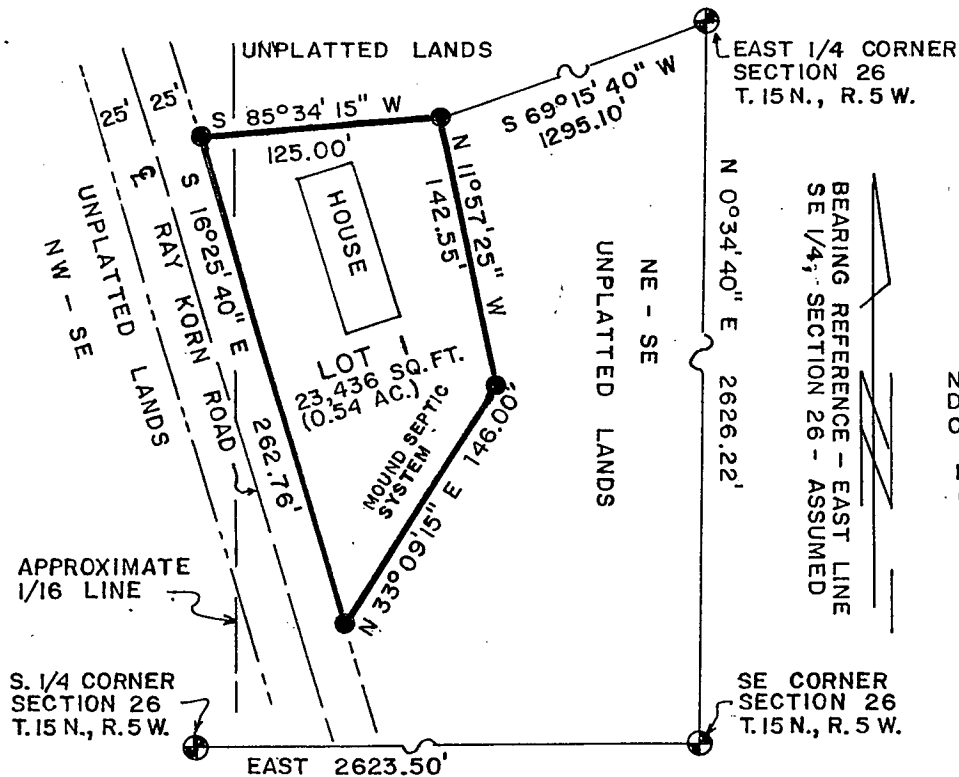 UNPLATTED LANDS
EAST 1/4 CORNER
SECTION 26
T. 15 N., R. 5 W.
S 69° 15' 40" W
1295.10'
25' 25'
S 85° 34' 15" W
125.00'
N 11° 57' 25" W
142.55'
HOUSE
S 16° 25' 40" E 262.76'
℄ RAY KORN ROAD
UNPLATTED LANDS
NW - SE
LOT 1
23,436 SQ. FT.
(0.54 AC.)
MOUND SEPTIC
SYSTEM
N 33° 09' 15" E 146.00'
NE - SE
UNPLATTED LANDS
N 0° 34' 40" E 2626.22'
BEARING REFERENCE - EAST LINE
SE 1/4, SECTION 26 - ASSUMED
APPROXIMATE
1/16 LINE
S. 1/4 CORNER
SECTION 26
T. 15 N., R. 5 W.
SE CORNER
SECTION 26
T. 15 N., R. 5 W.
EAST 2623.50'